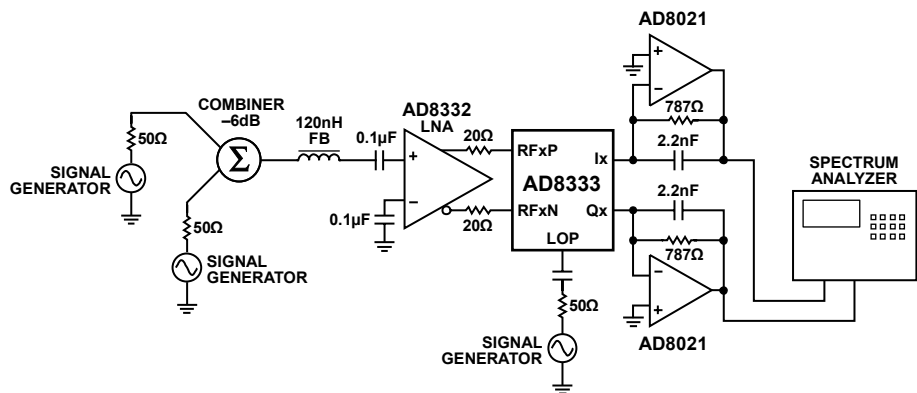 AD8021
COMBINER
–6dB
120nH
FB
0.1µF
AD8332
LNA
20Ω
787Ω
2.2nF
50Ω
SIGNAL
GENERATOR
Σ
+
–
RFxP
Ix
AD8333
RFxN
Qx
LOP
SPECTRUM
ANALYZER
2.2nF
787Ω
50Ω
SIGNAL
GENERATOR
0.1µF
20Ω
–
+
+
–
50Ω
SIGNAL
GENERATOR
AD8021